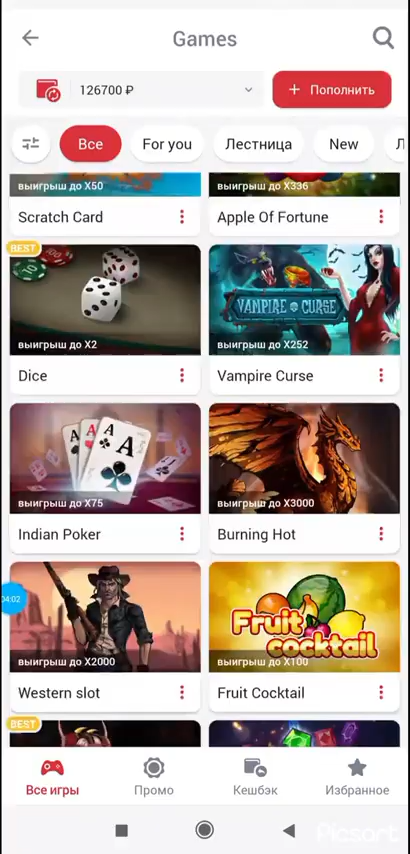 Games
126700 ₽
+ Пополнить
Все
For you
Лестница
New
Л
выигрыш до X50
выигрыш до X336
Scratch Card
Apple Of Fortune
BEST
10
VAMPIRE CURSE
выигрыш до X2
выигрыш до X252
Dice
Vampire Curse
A
A
A
выигрыш до X75
выигрыш до X3000
Indian Poker
Burning Hot
04:02
Fruit
cocktail
выигрыш до X2000
выигрыш до X100
Western slot
Fruit Cocktail
BEST
Все игры
Промо
Кешбэк
Избранное
Picsart